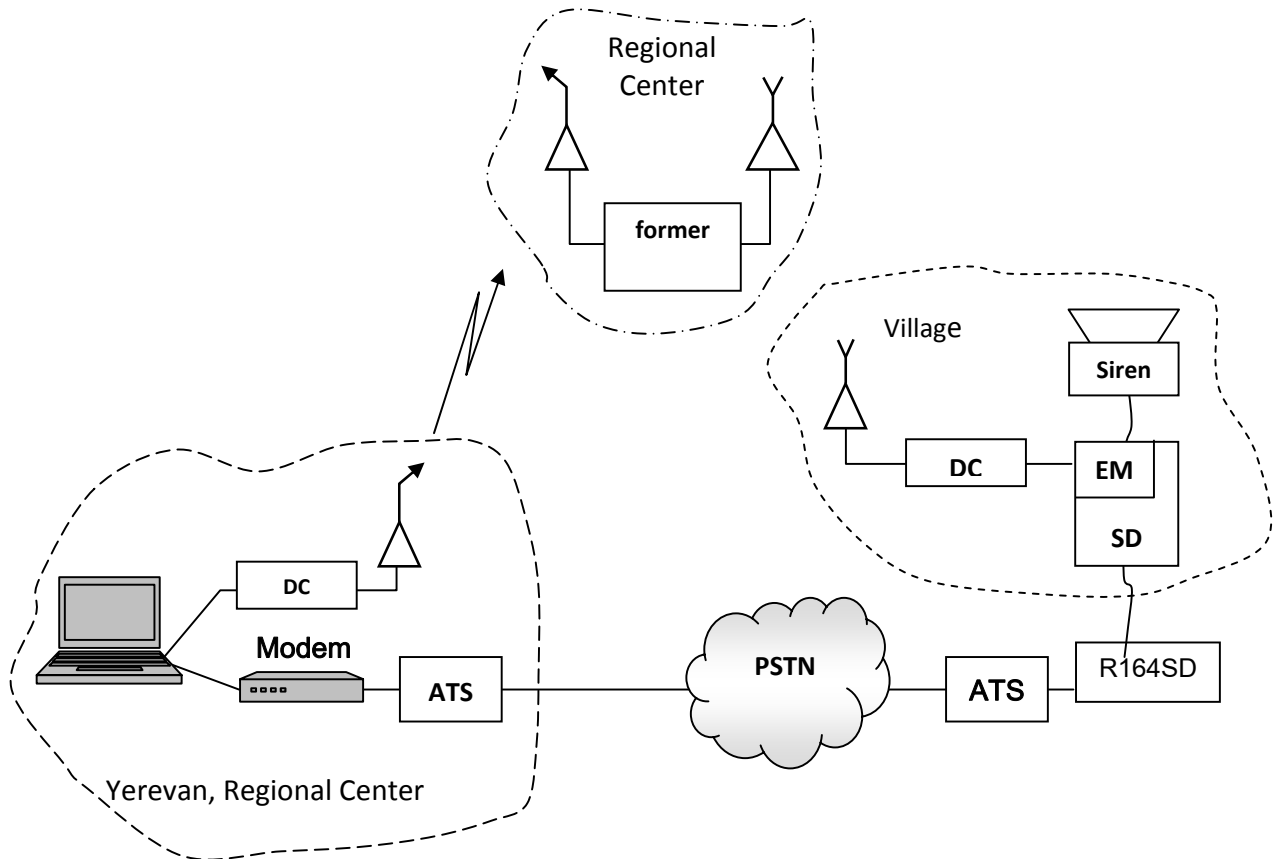 Regional
Center
former
Village
Siren
DC
EM
SD
DC
Modem
ATS
PSTN
ATS
R164SD
Yerevan, Regional Center